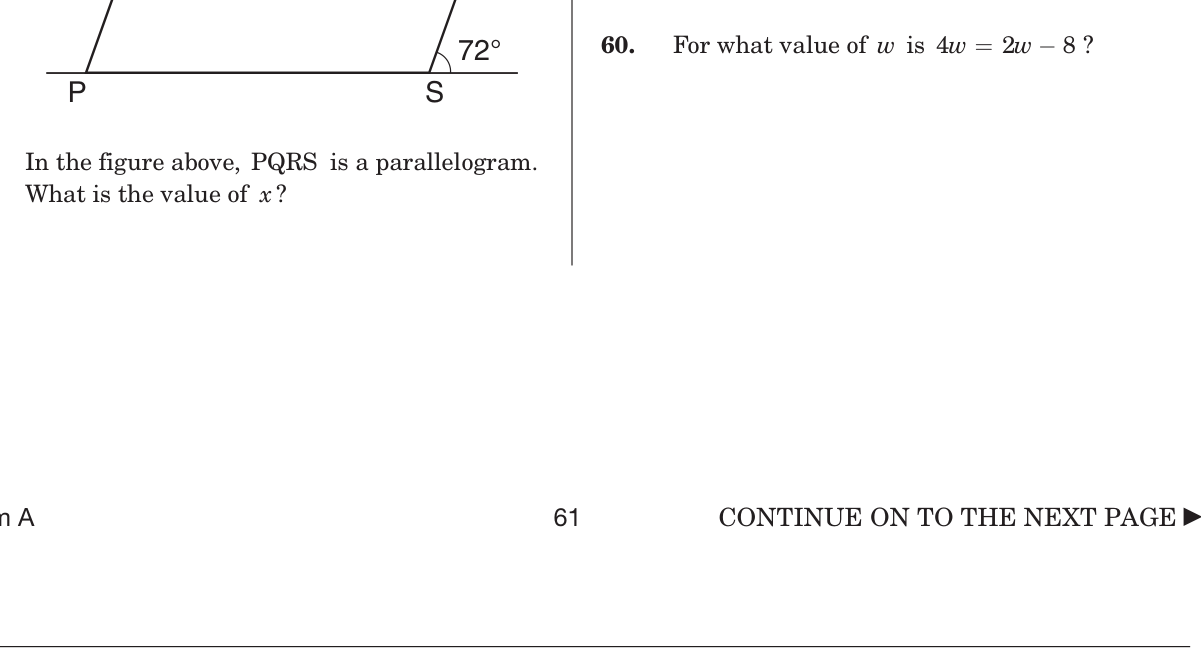 72°
P
S
In the figure above, PQRS is a parallelogram.
What is the value of x?
60. For what value of w is 4w = 2w – 8 ?
m A
61
CONTINUE ON TO THE NEXT PAGE ▶